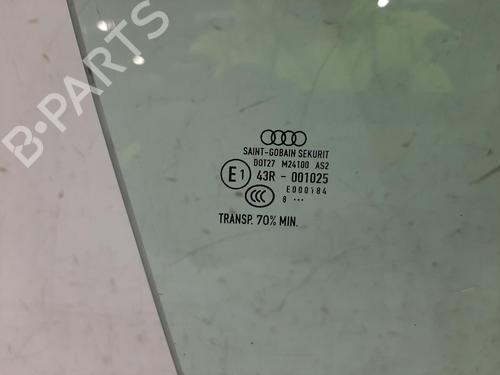 B-PARTS
SAINT-GOBAIN SEKURIT
DOT27 M24100 AS2
E1 43R - 001025
E000184
CCC 8 ...
TRANSP. 70% MIN.